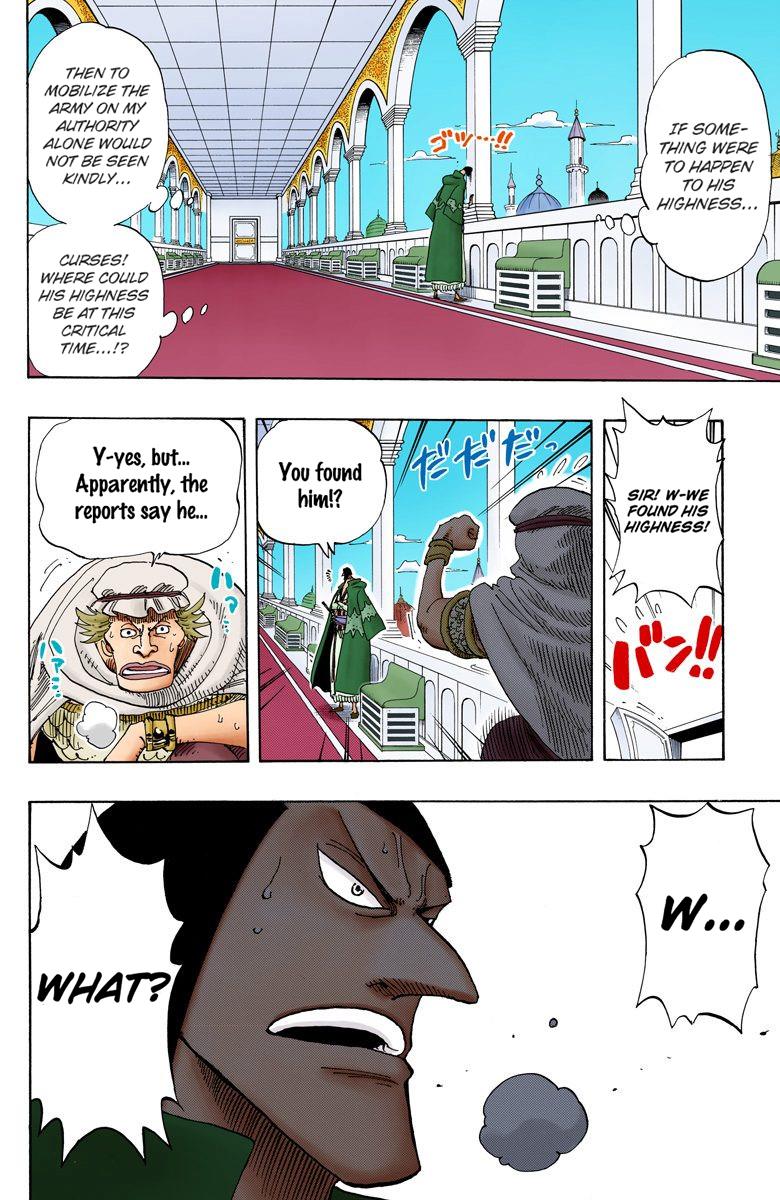 IF SOME-
THING WERE
TO HAPPEN
TO HIS
HIGHNESS...
ゴツ…!!
THEN TO
MOBILIZE THE
ARMY ON MY
AUTHORITY
ALONE WOULD
NOT BE SEEN
KINDLY...
CURSES!
WHERE COULD
HIS HIGHNESS
BE AT THIS
CRITICAL
TIME...!?
SIR! W-WE
FOUND HIS
HIGHNESS!
バン!!
だだだっ
You found
him!?
Y-yes, but...
Apparently, the
reports say he...
ハァ…
ハァ…
W...
WHAT?